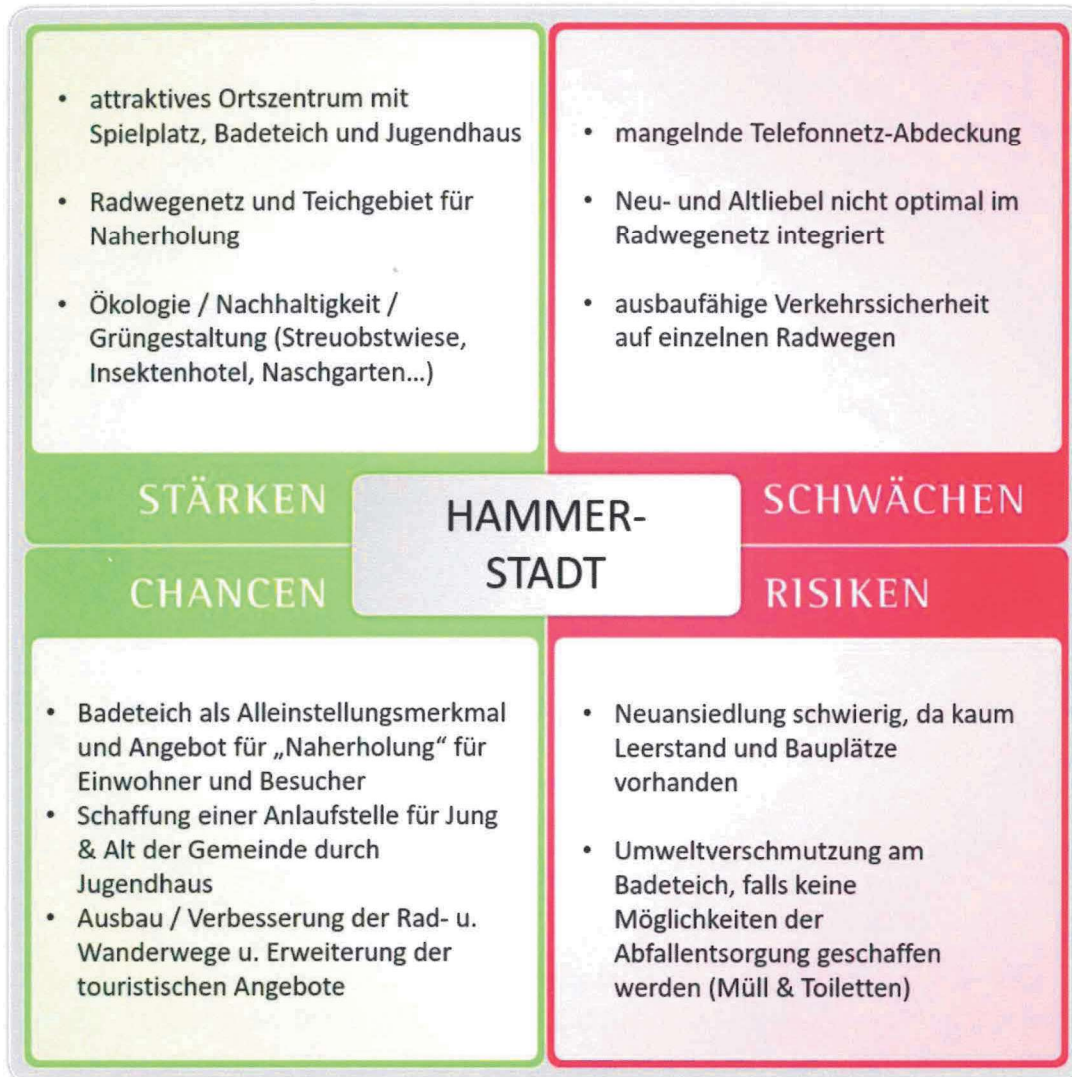 • attraktives Ortszentrum mit
Spielplatz, Badeteich und Jugendhaus
• Radwegenetz und Teichgebiet für
Naherholung
• Ökologie / Nachhaltigkeit /
Grüngestaltung (Streuobstwiese,
Insektenhotel, Naschgarten...)
STÄRKEN
• mangelnde Telefonnetz-Abdeckung
• Neu- und Altliebel nicht optimal im
Radwegenetz integriert
• ausbaufähige Verkehrssicherheit
auf einzelnen Radwegen
SCHWÄCHEN
HAMMER-
STADT
CHANCEN
• Badeteich als Alleinstellungsmerkmal
und Angebot für „Naherholung“ für
Einwohner und Besucher
• Schaffung einer Anlaufstelle für Jung
& Alt der Gemeinde durch
Jugendhaus
• Ausbau / Verbesserung der Rad- u.
Wanderwege u. Erweiterung der
touristischen Angebote
RISIKEN
• Neuansiedlung schwierig, da kaum
Leerstand und Bauplätze
vorhanden
• Umweltverschmutzung am
Badeteich, falls keine
Möglichkeiten der
Abfallentsorgung geschaffen
werden (Müll & Toiletten)